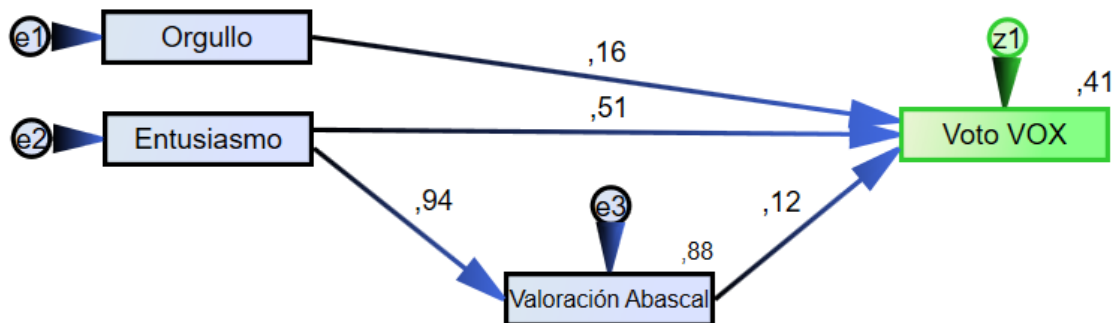 e1
Orgullo
,16
z1
,41
e2
Entusiasmo
,51
Voto VOX
,94
e3
,12
,88
Valoración Abascal